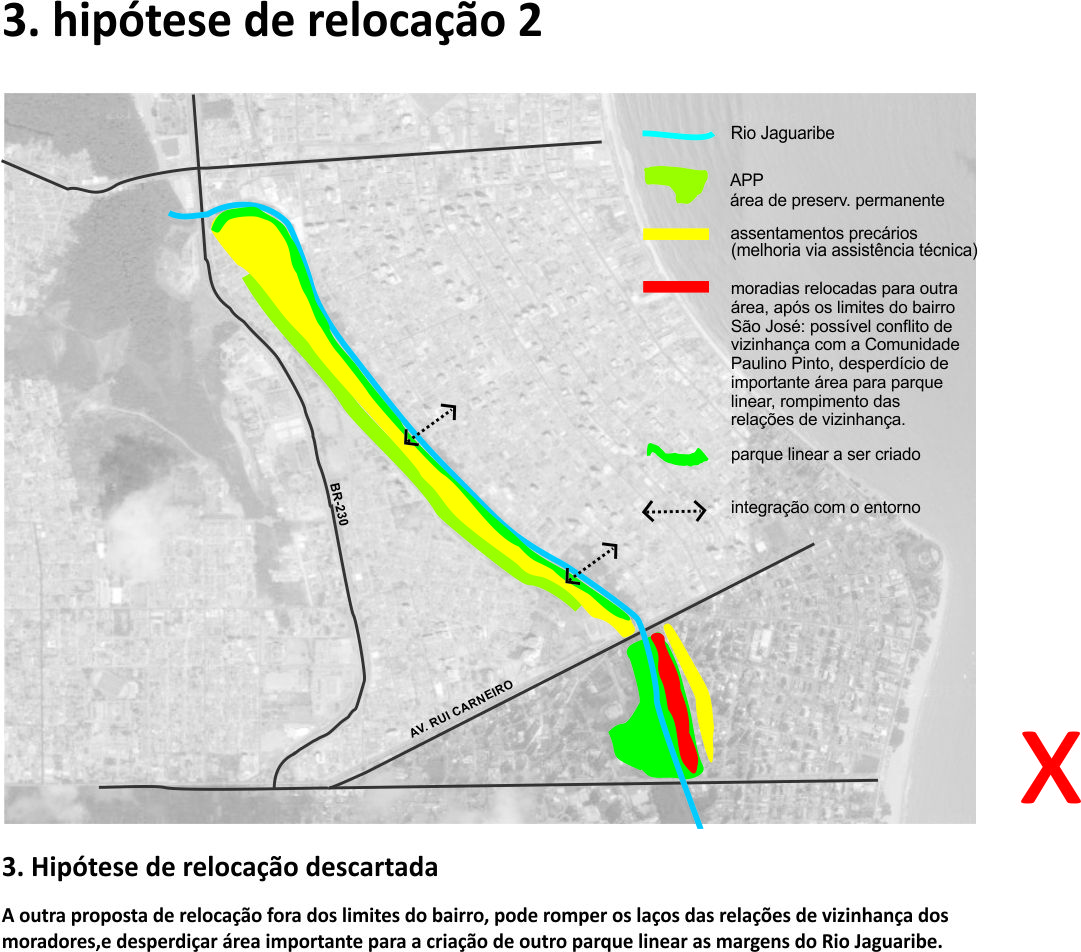 3. hipótese de relocação 2
Rio Jaguaribe
APP
área de preserv. permanente
assentamentos precários
(melhoria via assistência técnica)
moradias relocadas para outra
área, após os limites do bairro
São José: possível conflito de
vizinhança com a Comunidade
Paulino Pinto, desperdício de
importante área para parque
linear, rompimento das
relações de vizinhança.
parque linear a ser criado
integração com o entorno
BR-230
AV. RUI CARNEIRO
X
3. Hipótese de relocação descartada
A outra proposta de relocação fora dos limites do bairro, pode romper os laços das relações de vizinhança dos
moradores,e desperdiçar área importante para a criação de outro parque linear as margens do Rio Jaguaribe.